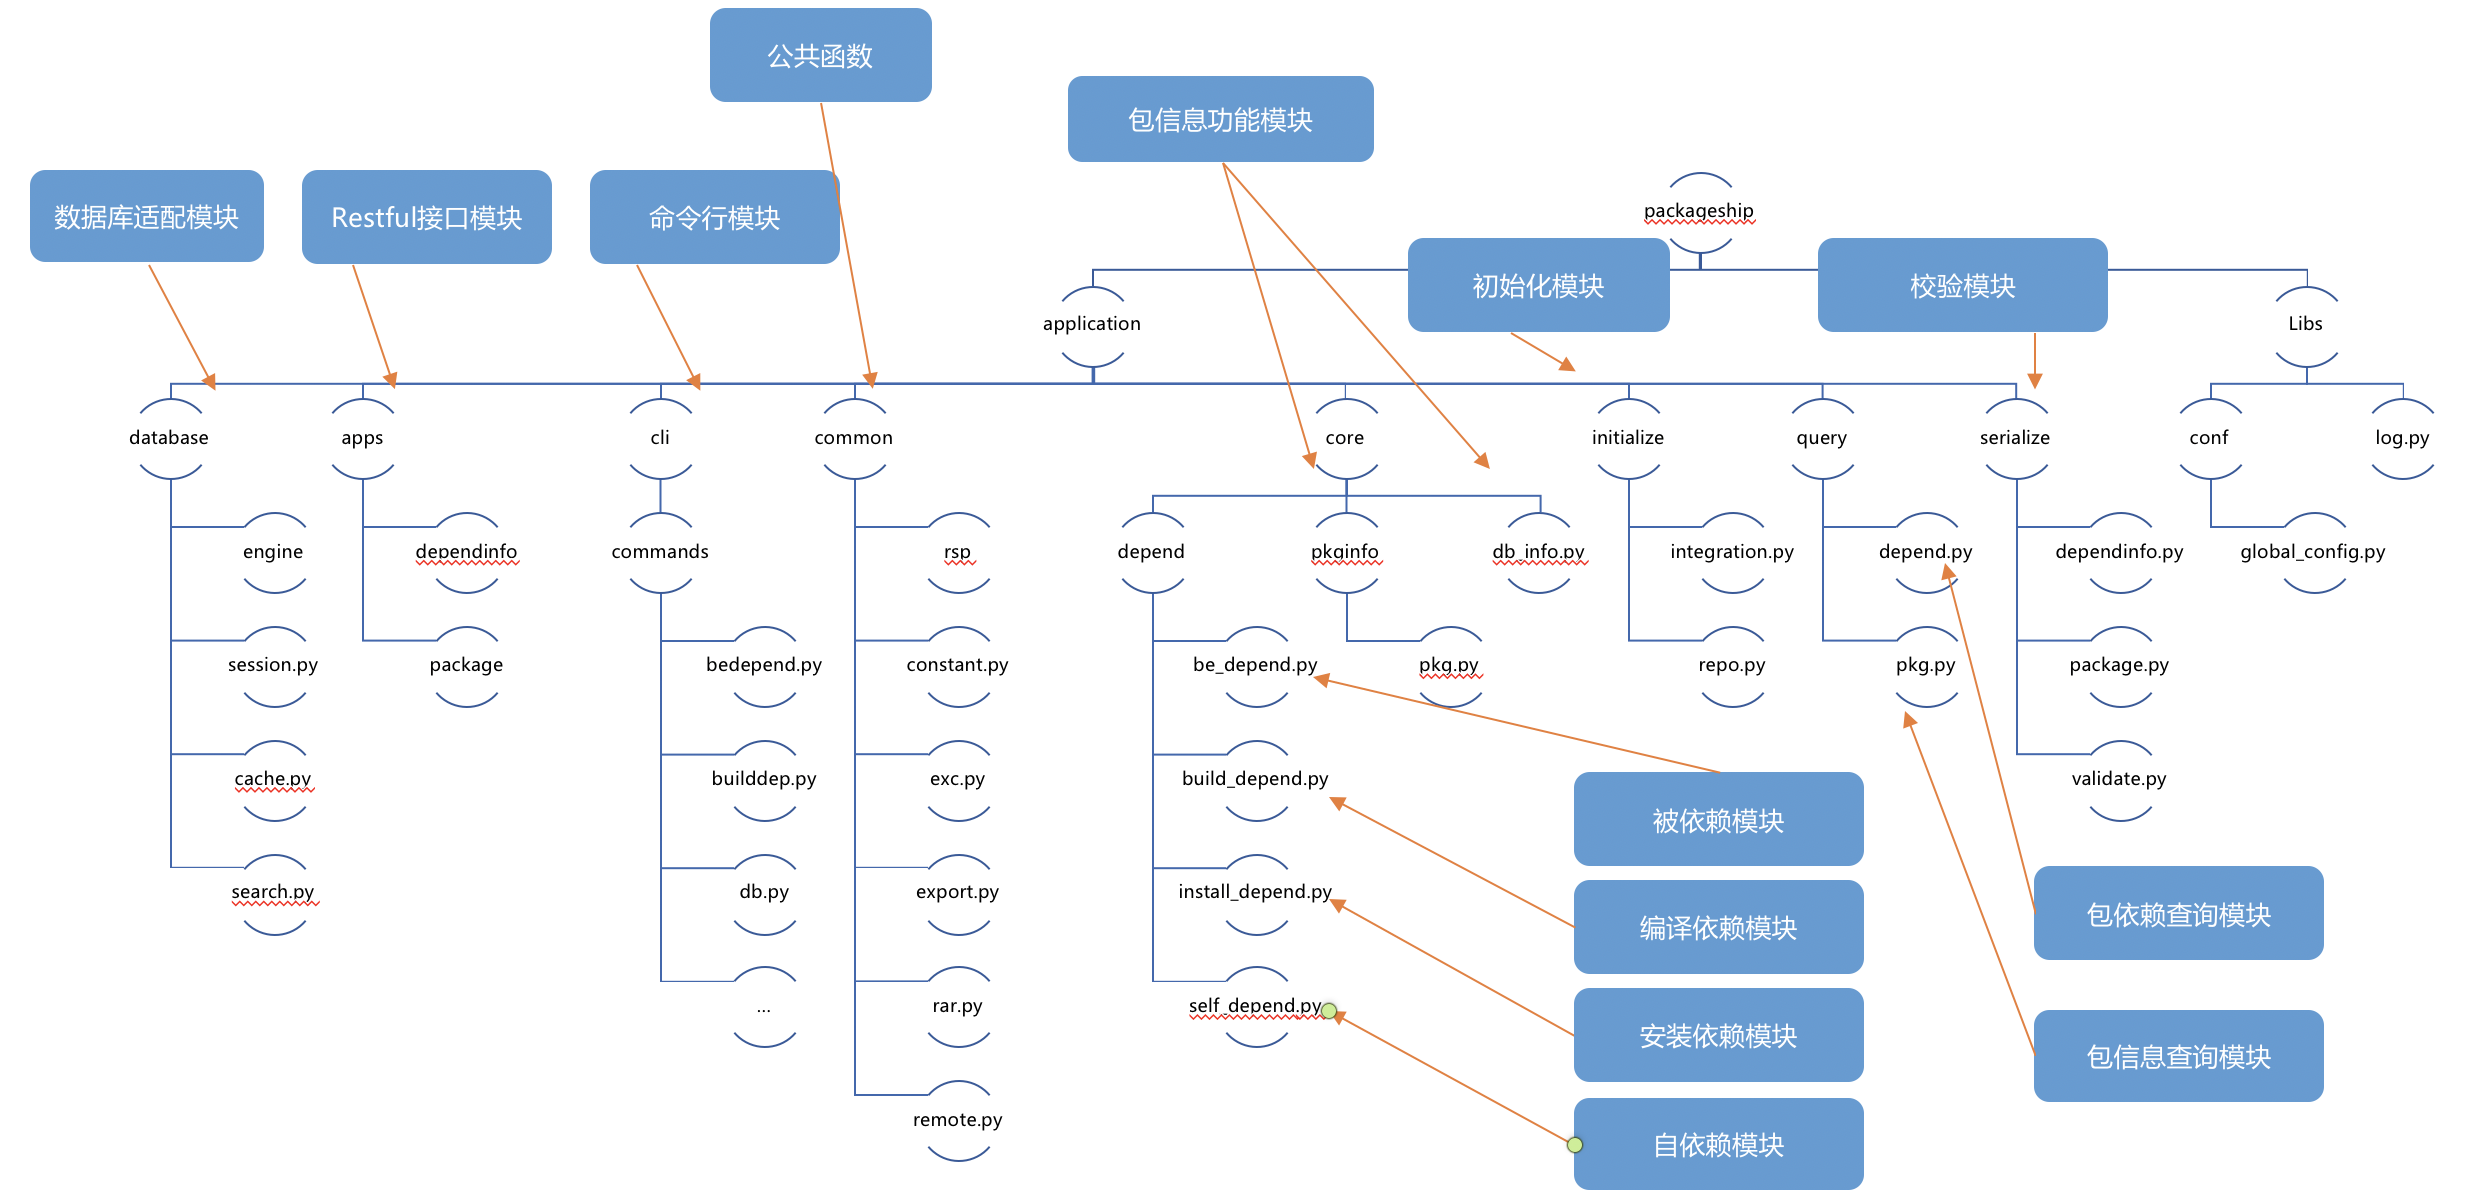 公共函数
包信息功能模块
数据库适配模块
Restful接口模块
命令行模块
packageship
初始化模块
校验模块
application
Libs
database
apps
cli
common
core
initialize
query
serialize
conf
log.py
engine
dependinfo
commands
rsp
depend
pkginfo
db_info.py
integration.py
depend.py
dependinfo.py
global_config.py
session.py
package
bedepend.py
constant.py
be_depend.py
pkg.py
repo.py
pkg.py
package.py
cache.py
builddep.py
exc.py
build_depend.py
validate.py
被依赖模块
search.py
db.py
export.py
install_depend.py
编译依赖模块
包依赖查询模块
...
rar.py
self_depend.py
安装依赖模块
包信息查询模块
remote.py
自依赖模块